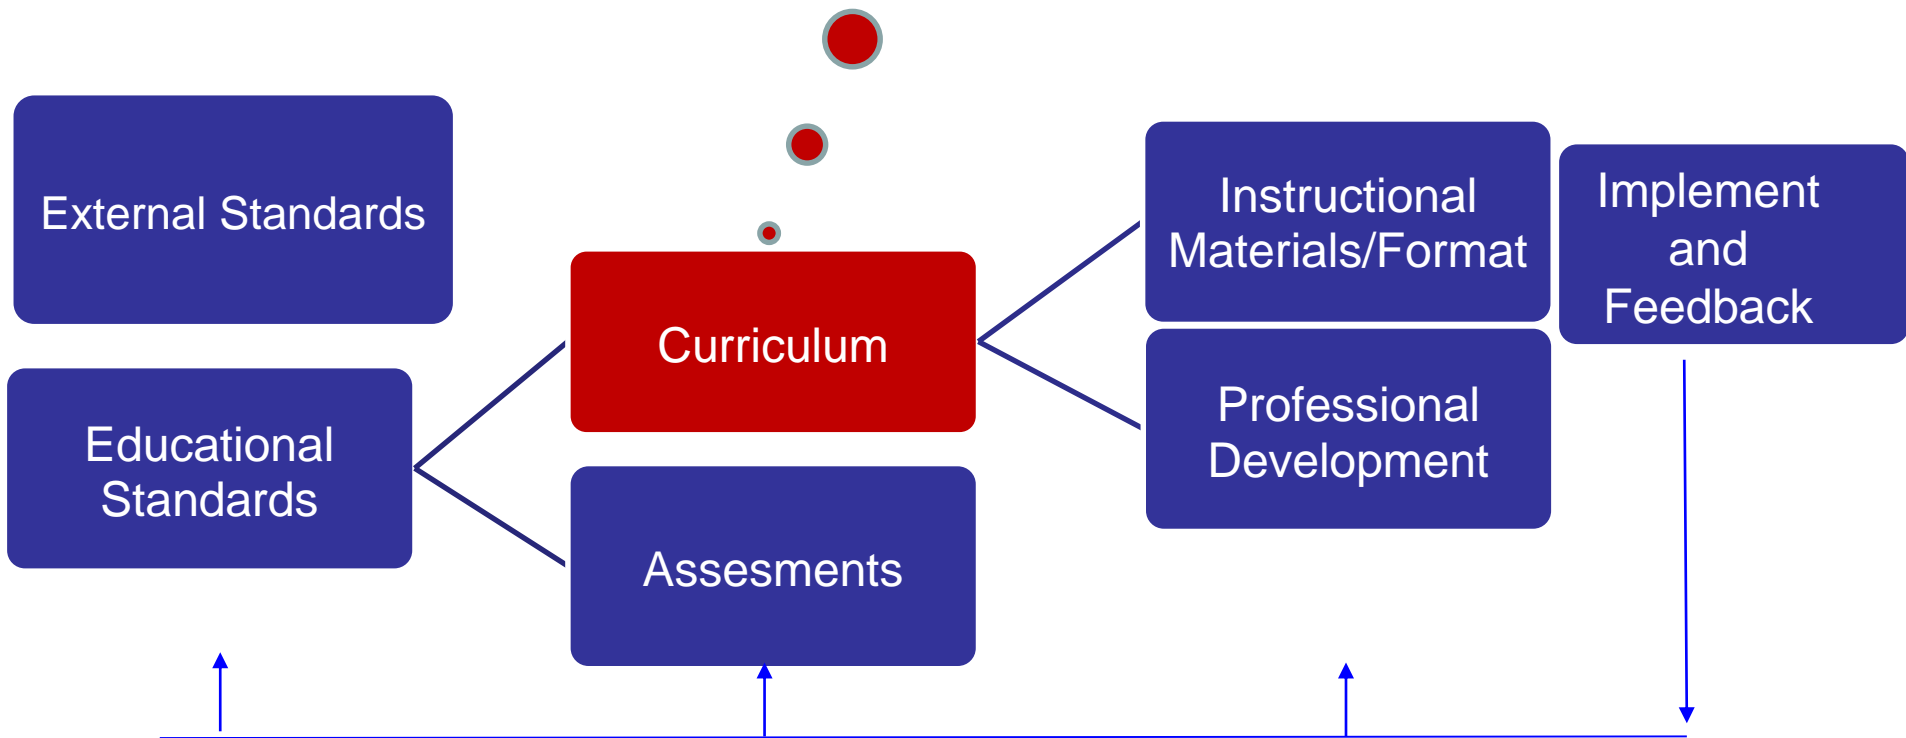 External Standards
Educational
Standards
Curriculum
Assesments
Instructional
Materials/Format
Professional
Development
Implement
and
Feedback